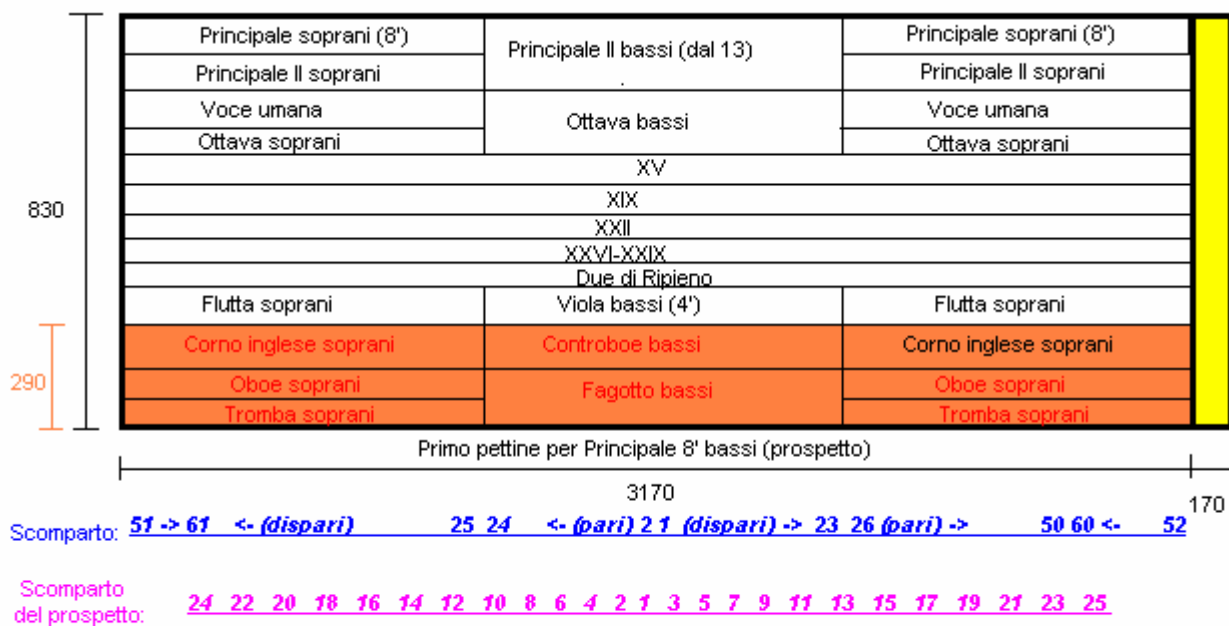 Principale soprani (8') Principale II bassi (dal 13) Principale soprani (8')
Principale II soprani . Principale II soprani
Voce umana Ottava bassi Voce umana
Ottava soprani Ottava soprani
XV
830 XIX
XXII
XXVI-XXIX
Due di Ripieno
Flutta soprani Viola bassi (4') Flutta soprani
Corno inglese soprani Controboe bassi Corno inglese soprani
290 Oboe soprani Fagotto bassi Oboe soprani
Tromba soprani Tromba soprani
Primo pettine per Principale 8' bassi (prospetto)
3170 170
Scomparto: 51 -> 61 <- (dispari) 25 24 <- (pari) 2 1 (dispari) -> 23 26 (pari) -> 50 60 <- 52
Scomparto
del prospetto: 24 22 20 18 16 14 12 10 8 6 4 2 1 3 5 7 9 11 13 15 17 19 21 23 25